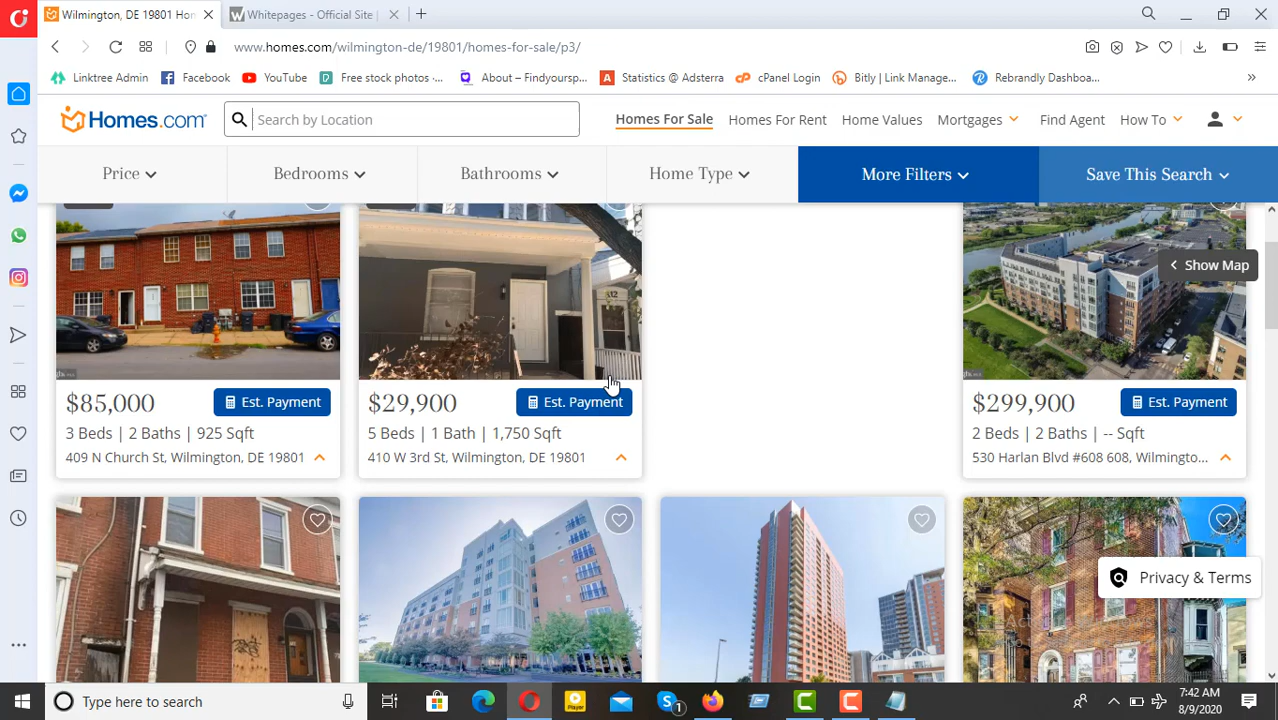 Wilmington, DE 19801 Hom
Whitepages - Official Site |
www.homes.com/wilmington-de/19801/homes-for-sale/p3/
Linktree Admin
Facebook
YouTube
Free stock photos -...
About – Findyoursp...
Statistics @ Adsterra
cPanel Login
Bitly | Link Manage...
Rebrandly Dashboa...
Homes.com
Search by Location
Homes For Sale
Homes For Rent
Home Values
Mortgages
Find Agent
How To
Price
Bedrooms
Bathrooms
Home Type
More Filters
Save This Search
Show Map
$85,000
Est. Payment
3 Beds | 2 Baths | 925 Sqft
409 N Church St, Wilmington, DE 19801
$29,900
Est. Payment
5 Beds | 1 Bath | 1,750 Sqft
410 W 3rd St, Wilmington, DE 19801
$299,900
Est. Payment
2 Beds | 2 Baths | -- Sqft
530 Harlan Blvd #608 608, Wilmingto...
Privacy & Terms
Type here to search
7:42 AM
8/9/2020